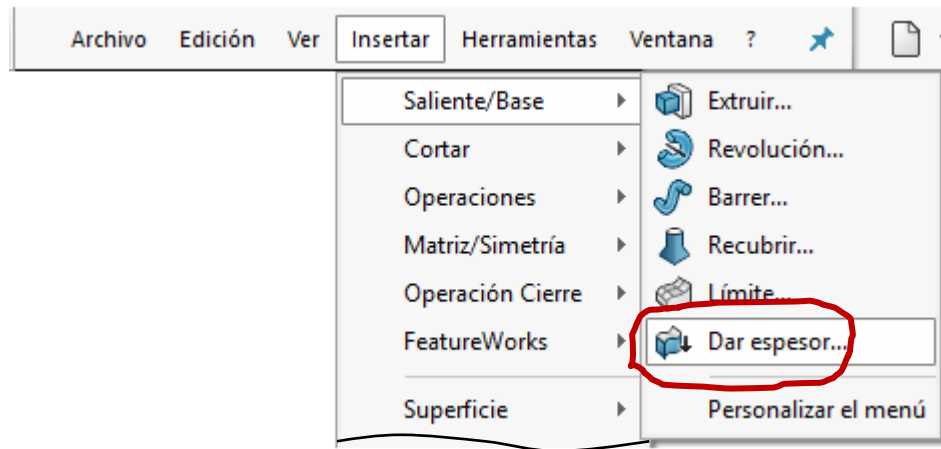 Archivo Edición Ver Insertar Herramientas Ventana ?
Saliente/Base
Cortar
Operaciones
Matriz/Simetría
Operación Cierre
FeatureWorks
Superficie
Extruir...
Revolución...
Barrer...
Recubrir...
Límite...
Dar espesor...
Personalizar el menú